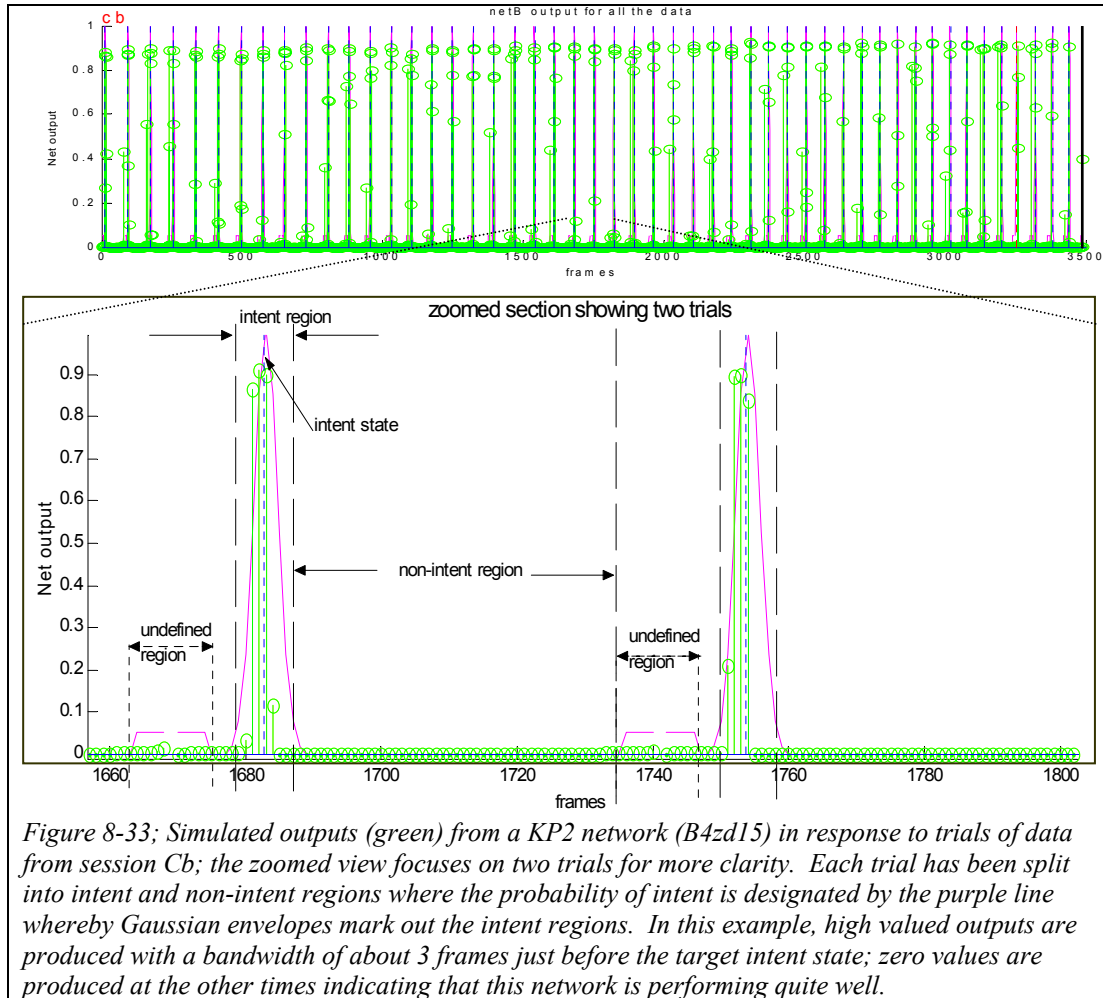 netB output for all the data
c b
1
0.8
0.6
0.4
0.2
0
Net output
0 500 1000 1500 2000 2500 3000 3500
frames
zoomed section showing two trials
intent region
intent state
non-intent region
undefined
region
undefined
region
0.9
0.8
0.7
0.6
0.5
0.4
0.3
0.2
0.1
0
Net output
1660 1680 1700 1720 1740 1760 1780 1800
frames
Figure 8-33; Simulated outputs (green) from a KP2 network (B4zd15) in response to trials of data
from session Cb; the zoomed view focuses on two trials for more clarity. Each trial has been split
into intent and non-intent regions where the probability of intent is designated by the purple line
whereby Gaussian envelopes mark out the intent regions. In this example, high valued outputs are
produced with a bandwidth of about 3 frames just before the target intent state; zero values are
produced at the other times indicating that this network is performing quite well.